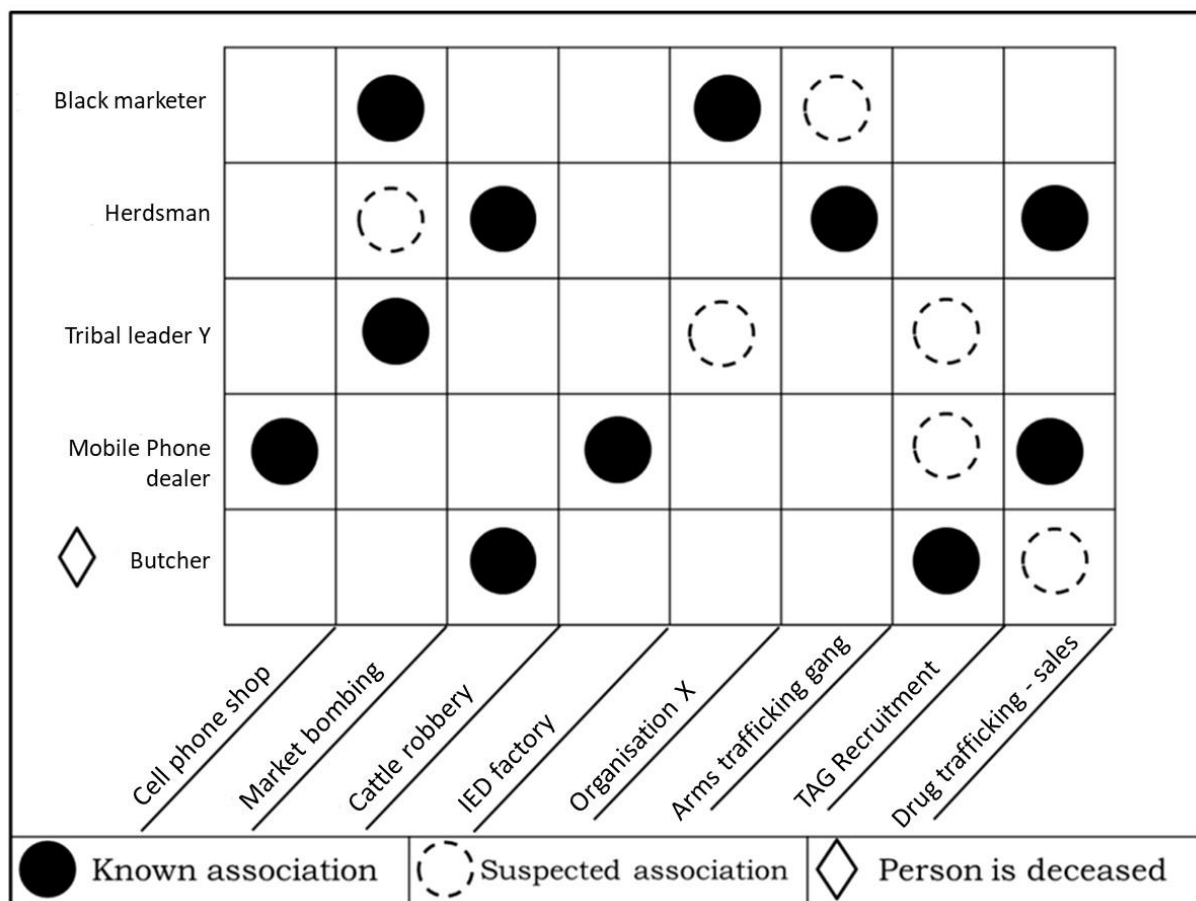 Black marketer
Herdsman
Tribal leader Y
Mobile Phone
dealer
Butcher
Cell phone shop
Market bombing
Cattle robbery
IED factory
Organisation X
Arms trafficking gang
TAG Recruitment
Drug trafficking - sales
Known association
Suspected association
Person is deceased